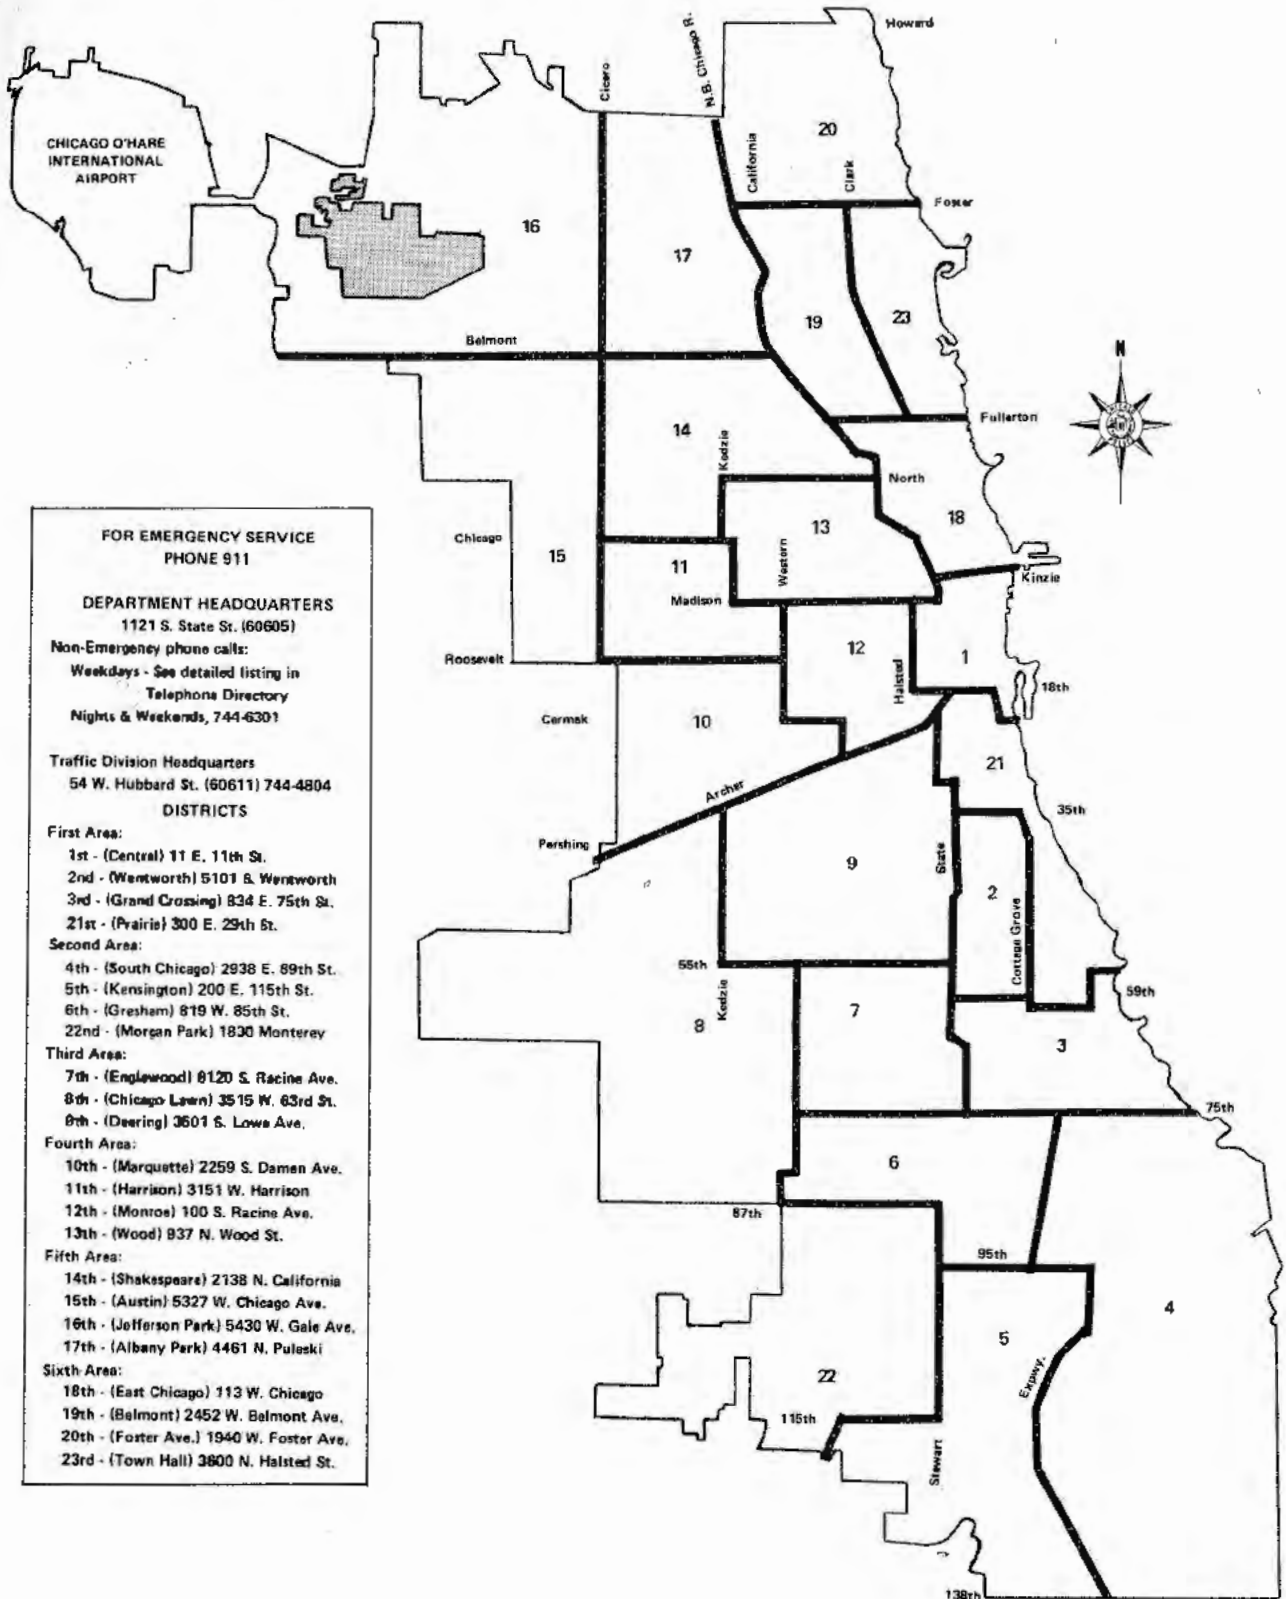 Howard
N.B. Chicago R.
Cicero
20
California
Clark
CHICAGO O'HARE
INTERNATIONAL
AIRPORT
Foster
16
17
19
23
Belmont
N
Fullerton
14
Kedzie
North
13
18
Chicago
15
11
Western
Kinzie
Madison
12
1
Roosevelt
Halsted
18th
Cermak
10
21
Archer
35th
Pershing
9
State
2
Cottage Grove
55th
59th
Kedzie
7
8
3
75th
6
87th
95th
4
5
Expwy.
22
115th
Stewart
138th
FOR EMERGENCY SERVICE
PHONE 911
DEPARTMENT HEADQUARTERS
1121 S. State St. (60605)
Non-Emergency phone calls:
Weekdays - See detailed listing in
Telephone Directory
Nights & Weekends, 744-6301
Traffic Division Headquarters
54 W. Hubbard St. (60611) 744-4804
DISTRICTS
First Area:
1st - (Central) 11 E. 11th St.
2nd - (Wentworth) 5101 S. Wentworth
3rd - (Grand Crossing) 834 E. 75th St.
21st - (Prairie) 300 E. 29th St.
Second Area:
4th - (South Chicago) 2938 E. 89th St.
5th - (Kensington) 200 E. 115th St.
6th - (Gresham) 819 W. 85th St.
22nd - (Morgan Park) 1830 Monterey
Third Area:
7th - (Englewood) 6120 S. Racine Ave.
8th - (Chicago Lawn) 3515 W. 63rd St.
9th - (Deering) 3501 S. Lowe Ave.
Fourth Area:
10th - (Marquette) 2259 S. Damen Ave.
11th - (Harrison) 3151 W. Harrison
12th - (Monroe) 100 S. Racine Ave.
13th - (Wood) 937 N. Wood St.
Fifth Area:
14th - (Shakespeare) 2138 N. California
15th - (Austin) 5327 W. Chicago Ave.
16th - (Jefferson Park) 5430 W. Gale Ave.
17th - (Albany Park) 4461 N. Pulaski
Sixth Area:
18th - (East Chicago) 113 W. Chicago
19th - (Belmont) 2452 W. Belmont Ave.
20th - (Foster Ave.) 1940 W. Foster Ave.
23rd - (Town Hall) 3600 N. Halsted St.